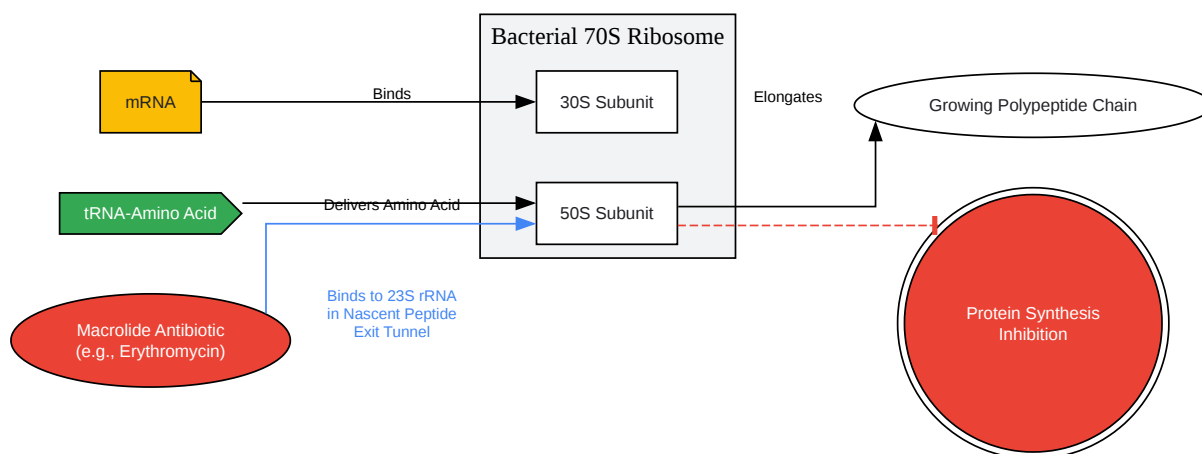 Bacterial 70S Ribosome
mRNA
Binds
30S Subunit
Elongates
Growing Polypeptide Chain
tRNA-Amino Acid
Delivers Amino Acid
50S Subunit
Binds to 23S rRNA
in Nascent Peptide
Exit Tunnel
Macrolide Antibiotic
(e.g., Erythromycin)
Protein Synthesis
Inhibition